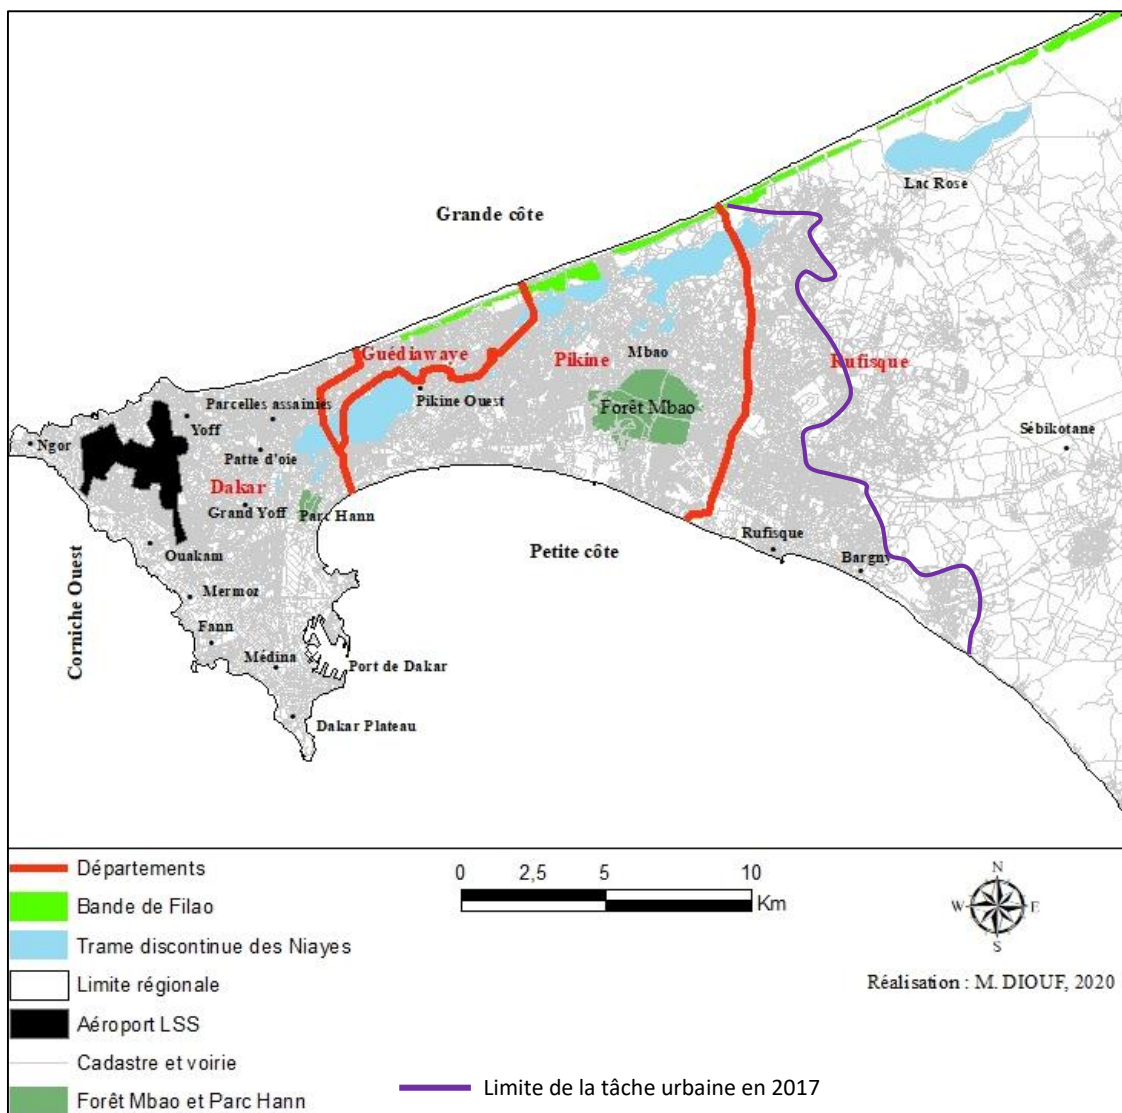 Lac Rose
Grande côte
Guédiawaye
Pikine
Mbao
Rufisque
Pikine Ouest
Parcelles assainies
Forêt Mbao
Yoff
Ngor
Patte d'oie
Sébikotane
Dakar
Grand Yoff
Parc Hann
Ouakam
Petite côte
Rufisque
Bargny
Corniche Ouest
Mermoz
Fann
Médina
Port de Dakar
Dakar Plateau
Départements
Bande de Filao
Trame discontinue des Niayes
Limite régionale
Aéroport LSS
Cadastre et voirie
Forêt Mbao et Parc Hann
0 2,5 5 10
Km
N
W E
S
Réalisation : M. DIOUF, 2020
Limite de la tâche urbaine en 2017